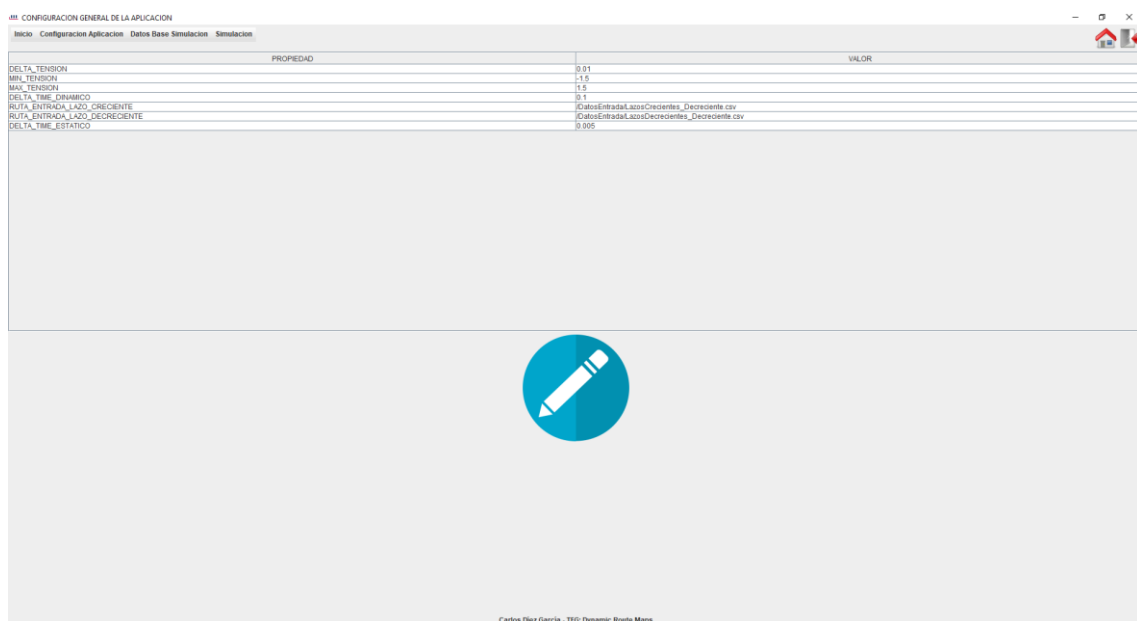 CONFIGURACION GENERAL DE LA APLICACION
Inicio Configuracion Aplicacion Datos Base Simulacion Simulacion
PROPIEDAD VALOR
DELTA_TENSION 0.01
MIN_TENSION -1.5
MAX_TENSION 1.5
DELTA_TIME_DINAMICO 0.1
RUTA_ENTRADA_LAZO_CRECIENTE /DatosEntrada/LazosCrecientes_Decreciente.csv
RUTA_ENTRADA_LAZO_DECRECIENTE /DatosEntrada/LazosDecrecientes_Decreciente.csv
DELTA_TIME_ESTATICO 0.005
Carlos Díez García - TFG: Dynamic Route Maps